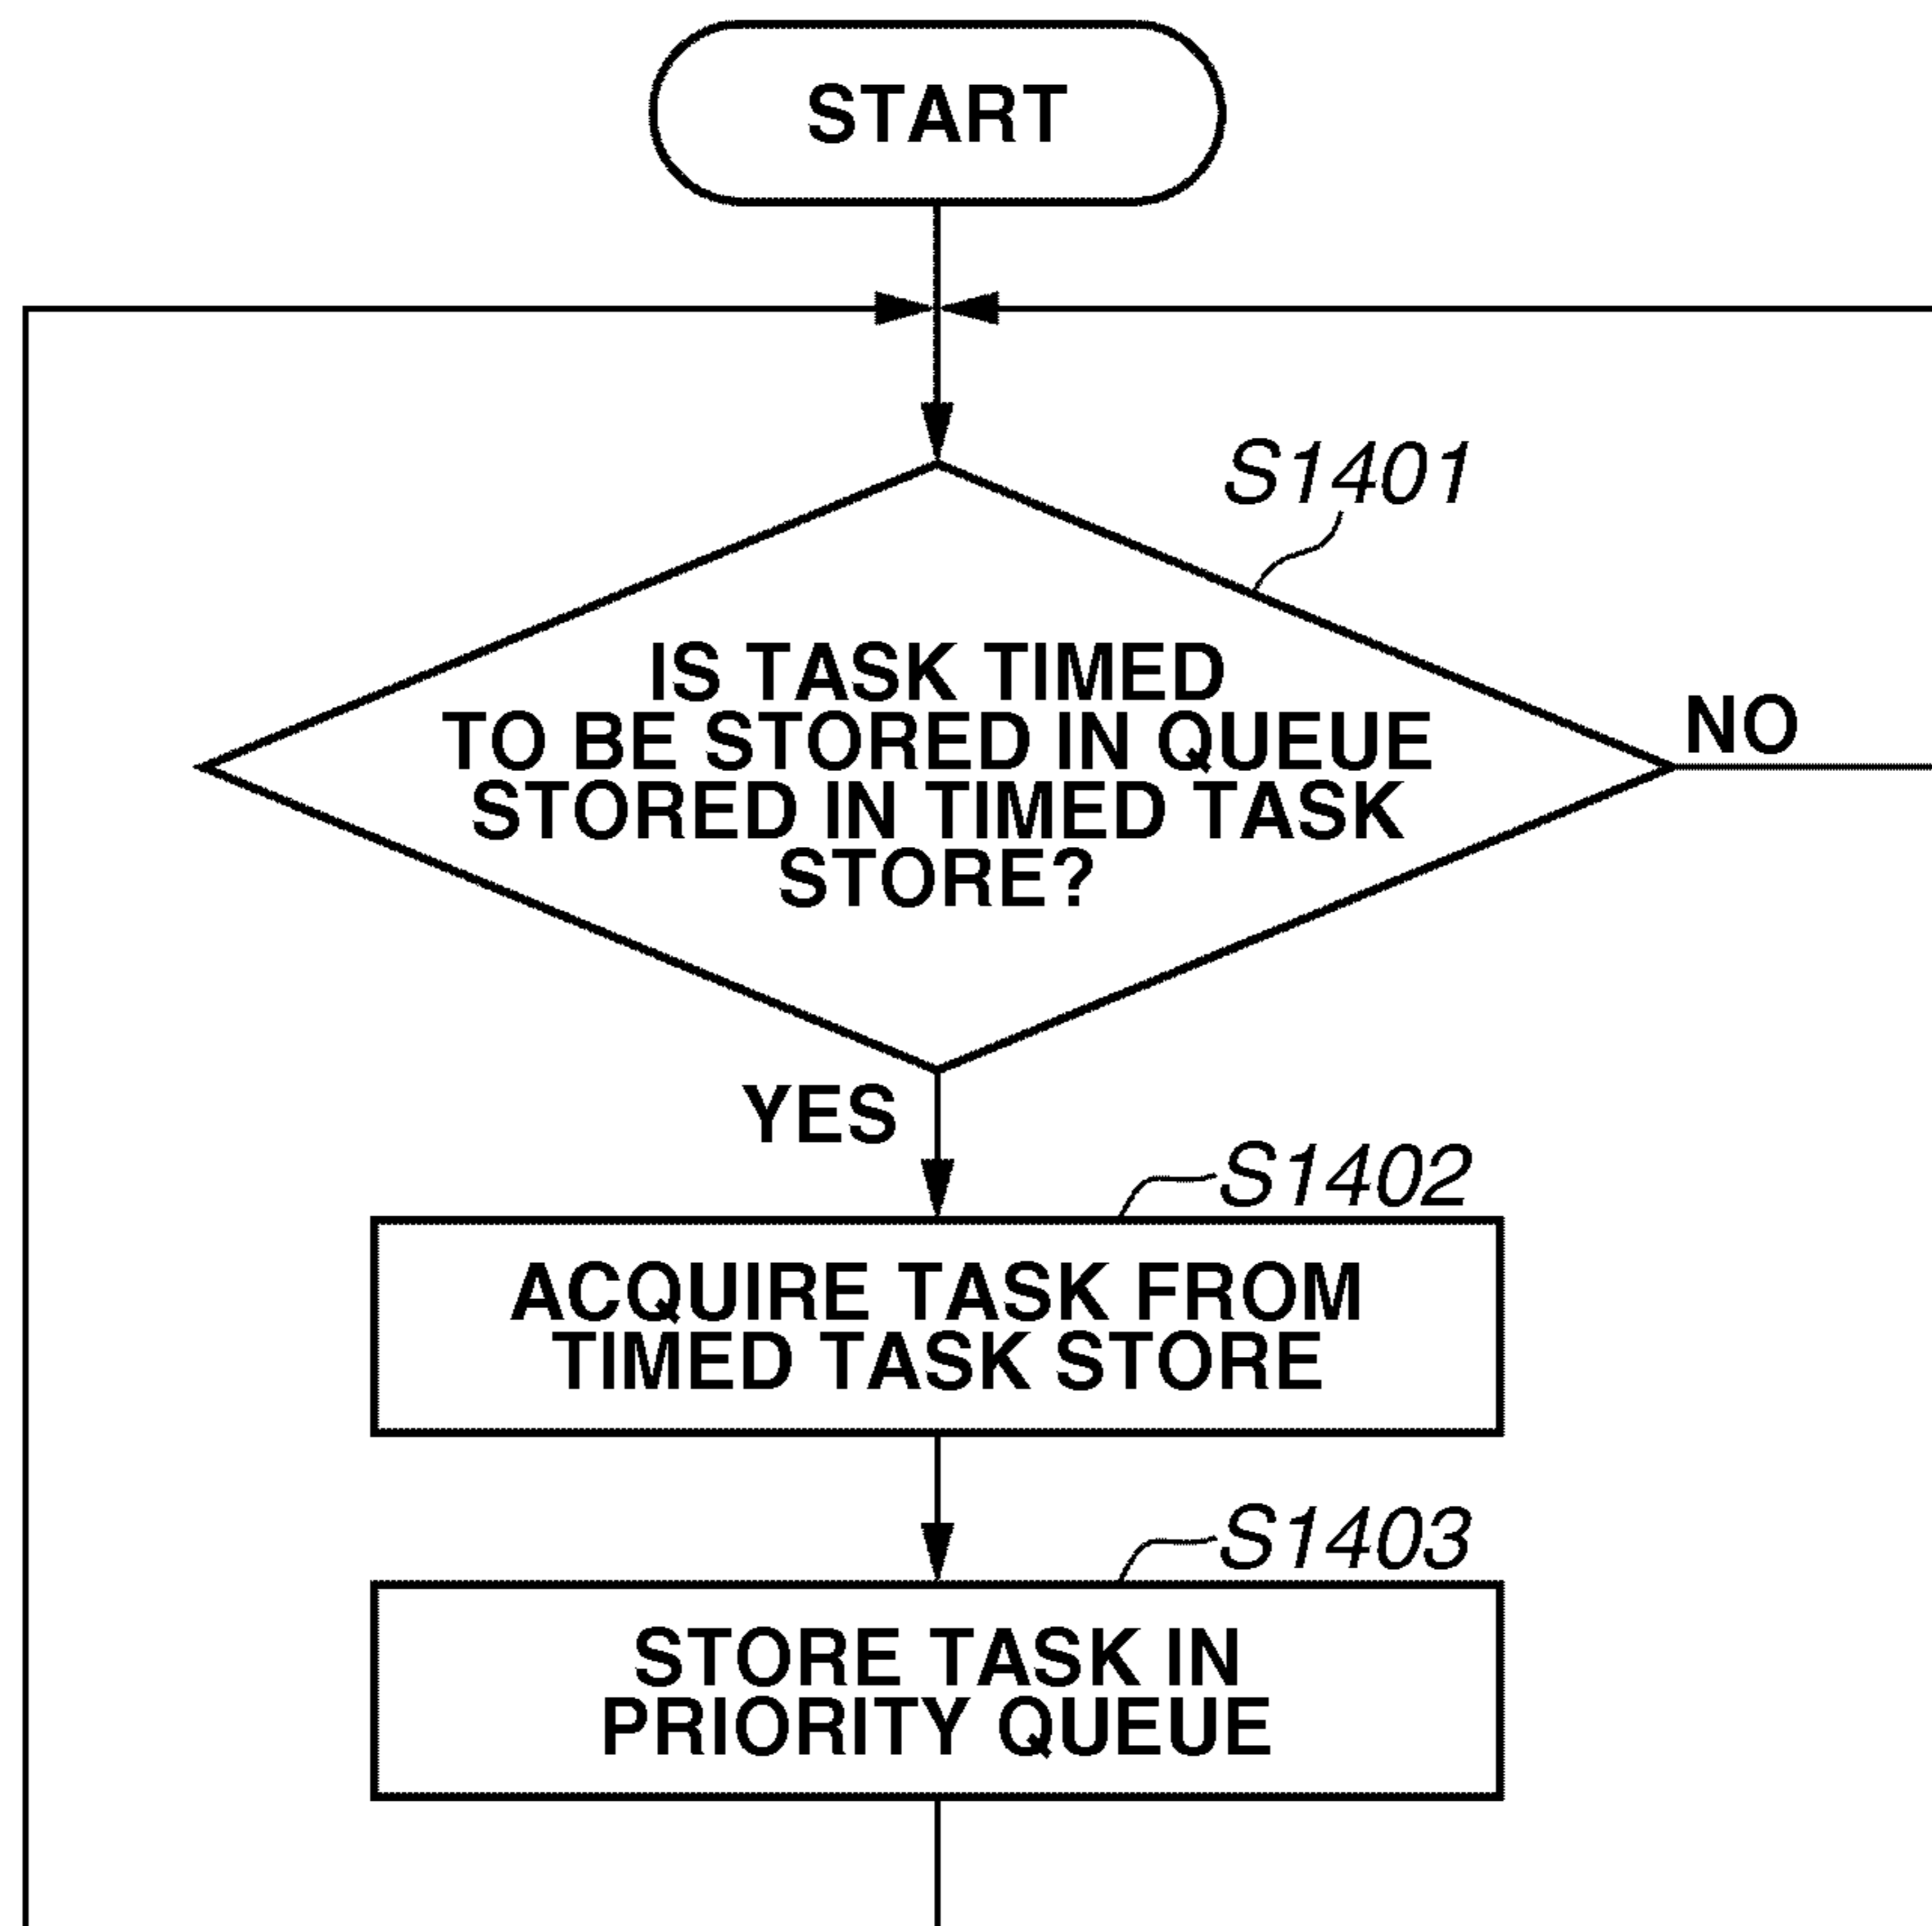 START
S1401
IS TASK TIMED
TO BE STORED IN QUEUE
STORED IN TIMED TASK
STORE?
NO
YES
S1402
ACQUIRE TASK FROM
TIMED TASK STORE
S1403
STORE TASK IN
PRIORITY QUEUE